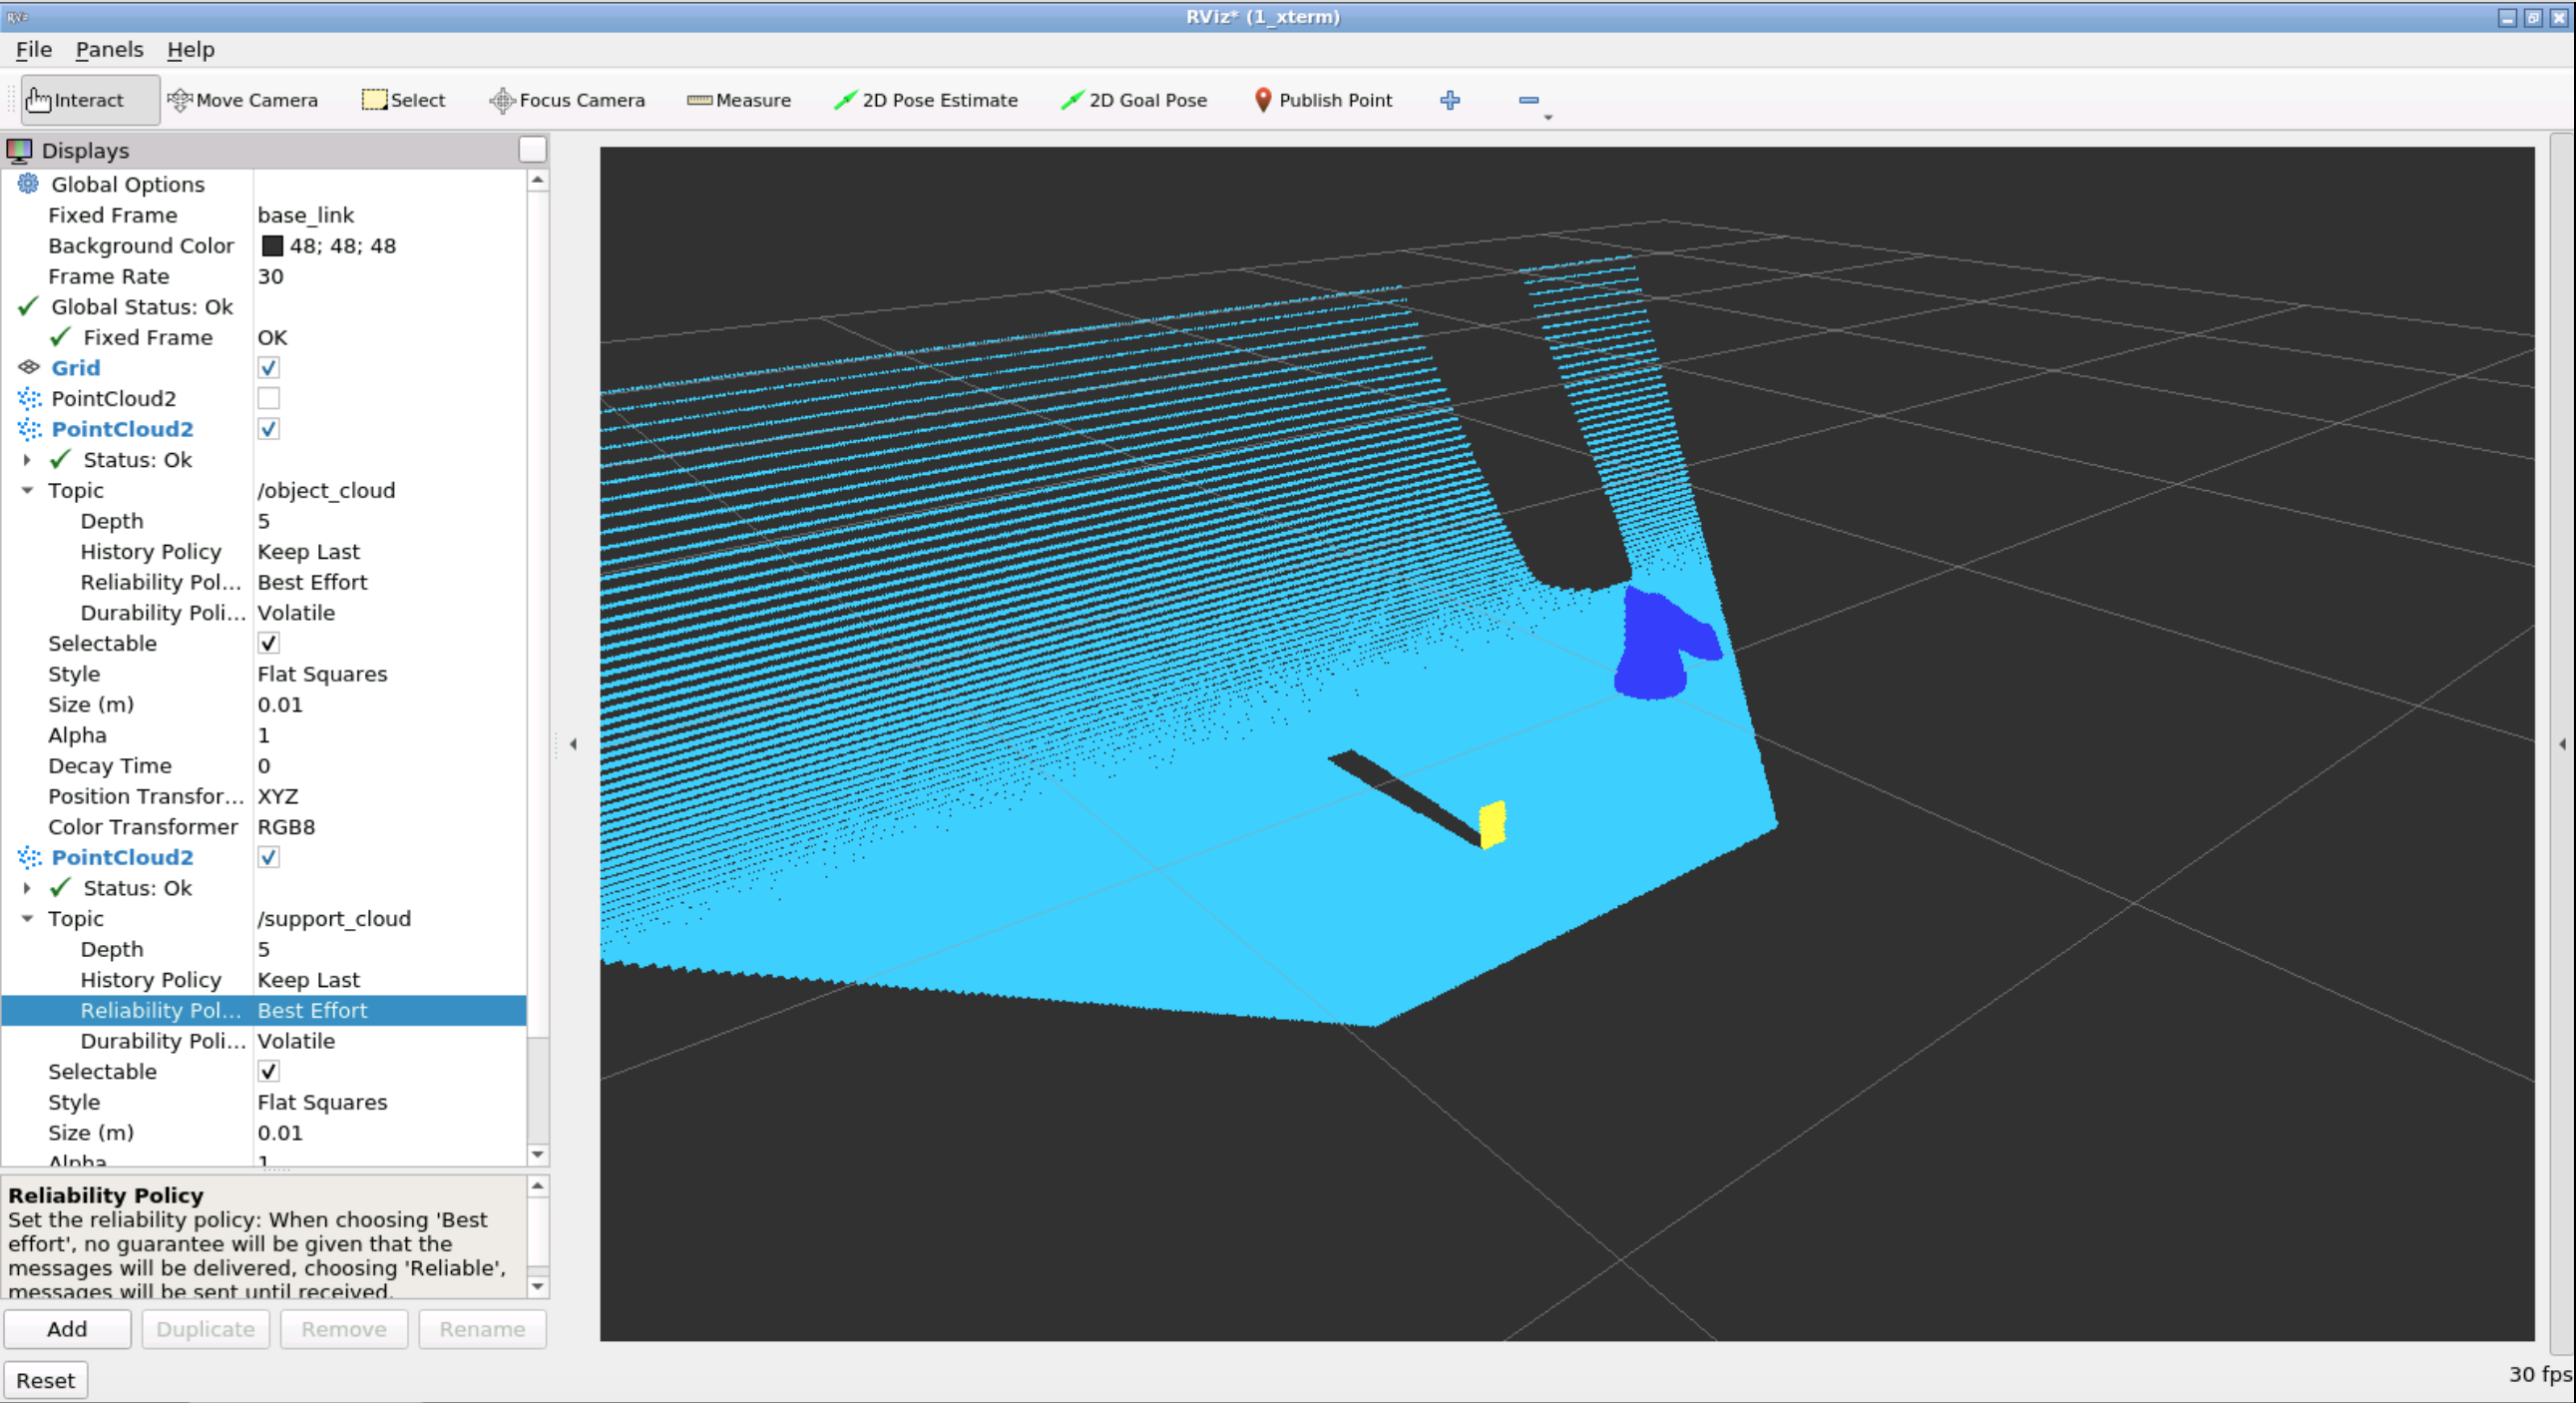 RViz* (1_xterm)
File Panels Help
Interact Move Camera Select Focus Camera Measure 2D Pose Estimate 2D Goal Pose Publish Point
Displays
Global Options
Fixed Frame base_link
Background Color 48; 48; 48
Frame Rate 30
Global Status: Ok
Fixed Frame OK
Grid
PointCloud2
PointCloud2
Status: Ok
Topic /object_cloud
Depth 5
History Policy Keep Last
Reliability Pol... Best Effort
Durability Poli... Volatile
Selectable
Style Flat Squares
Size (m) 0.01
Alpha 1
Decay Time 0
Position Transfor... XYZ
Color Transformer RGB8
PointCloud2
Status: Ok
Topic /support_cloud
Depth 5
History Policy Keep Last
Reliability Pol... Best Effort
Durability Poli... Volatile
Selectable
Style Flat Squares
Size (m) 0.01
Alpha 1
Reliability Policy
Set the reliability policy: When choosing 'Best
effort', no guarantee will be given that the
messages will be delivered, choosing 'Reliable',
messages will be sent until received.
Add Duplicate Remove Rename
Reset
30 fps